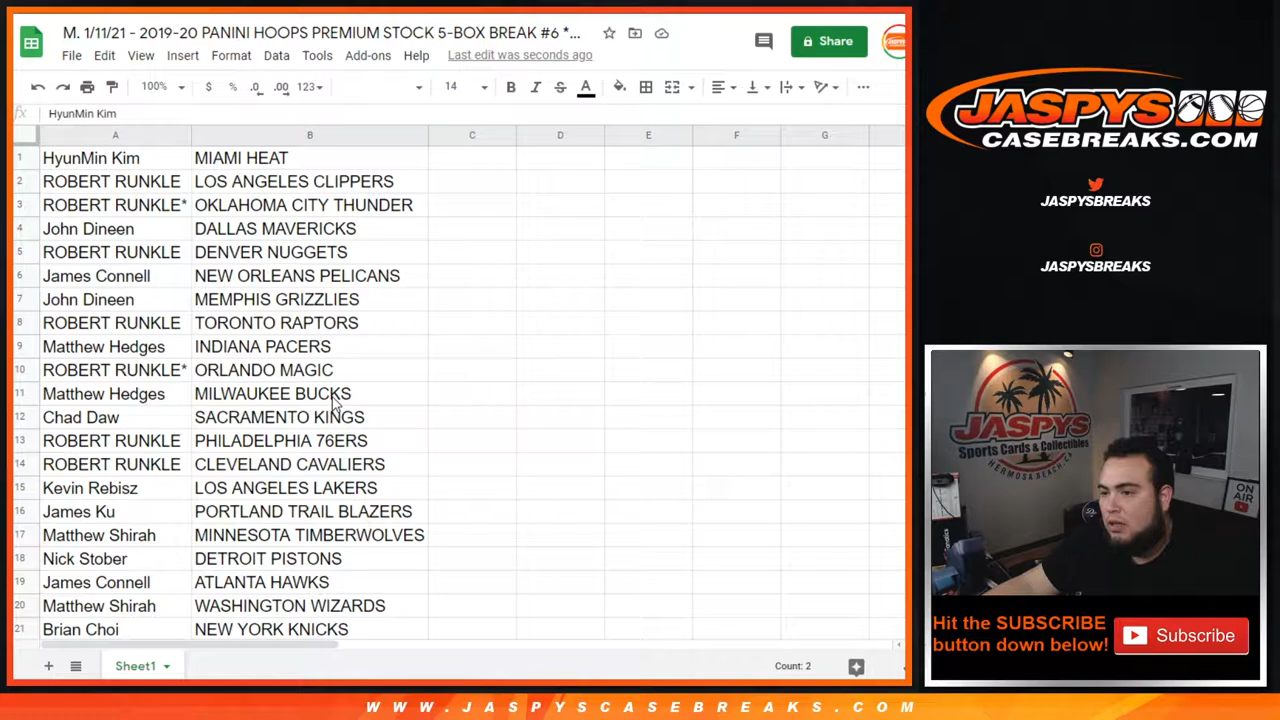 M. 1/11/21 - 2019-20 PANINI HOOPS PREMIUM STOCK 5-BOX BREAK #6 *...
File Edit View Insert Format Data Tools Add-ons Help Last edit was seconds ago
Share
100% $ % .0 .00 123 14 B I S A
fx HyunMin Kim
A B C D E F G
1 HyunMin Kim MIAMI HEAT
2 ROBERT RUNKLE LOS ANGELES CLIPPERS
3 ROBERT RUNKLE* OKLAHOMA CITY THUNDER
4 John Dineen DALLAS MAVERICKS
5 ROBERT RUNKLE DENVER NUGGETS
6 James Connell NEW ORLEANS PELICANS
7 John Dineen MEMPHIS GRIZZLIES
8 ROBERT RUNKLE TORONTO RAPTORS
9 Matthew Hedges INDIANA PACERS
10 ROBERT RUNKLE* ORLANDO MAGIC
11 Matthew Hedges MILWAUKEE BUCKS
12 Chad Daw SACRAMENTO KINGS
13 ROBERT RUNKLE PHILADELPHIA 76ERS
14 ROBERT RUNKLE CLEVELAND CAVALIERS
15 Kevin Rebisz LOS ANGELES LAKERS
16 James Ku PORTLAND TRAIL BLAZERS
17 Matthew Shirah MINNESOTA TIMBERWOLVES
18 Nick Stober DETROIT PISTONS
19 James Connell ATLANTA HAWKS
20 Matthew Shirah WASHINGTON WIZARDS
21 Brian Choi NEW YORK KNICKS
Sheet1 Count: 2
JASPYS
CASEBREAKS.COM
JASPYSBREAKS
JASPYSBREAKS
JASPYS
Sports Cards & Collectibles
HERMOSA BEACH, CA
ON AIR
Hit the SUBSCRIBE
button down below!
Subscribe
WWW.JASPYSCASEBREAKS.COM